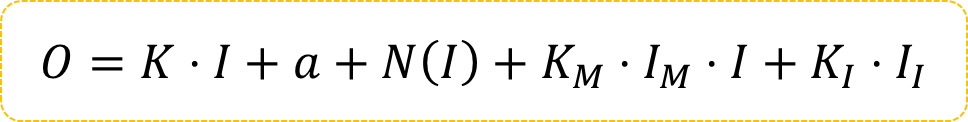 O = K · I + a + N(I) + K_M · I_M · I + K_I · I_I